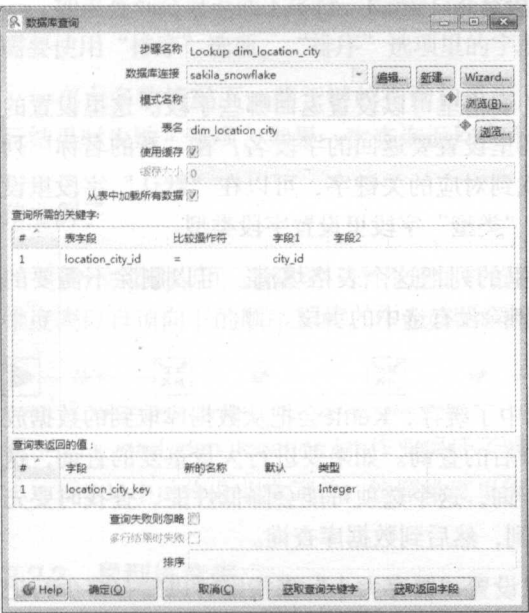 数据库查询
步骤名称 Lookup dim_location_city
数据库连接 sakila_snowflake 编辑... 新建... Wizard...
模式名称 浏览(B)...
表名 dim_location_city 浏览...
使用缓存
缓存大小 0
从表中加载所有数据
查询所需的关键字:
# 表字段 比较操作符 字段1 字段2
1 location_city_id = city_id
查询表返回的值:
# 字段 新的名称 默认 类型
1 location_city_key Integer
查询失败则忽略
多行结果时失败
排序
Help 确定(O) 取消(C) 获取查询关键字 获取返回字段